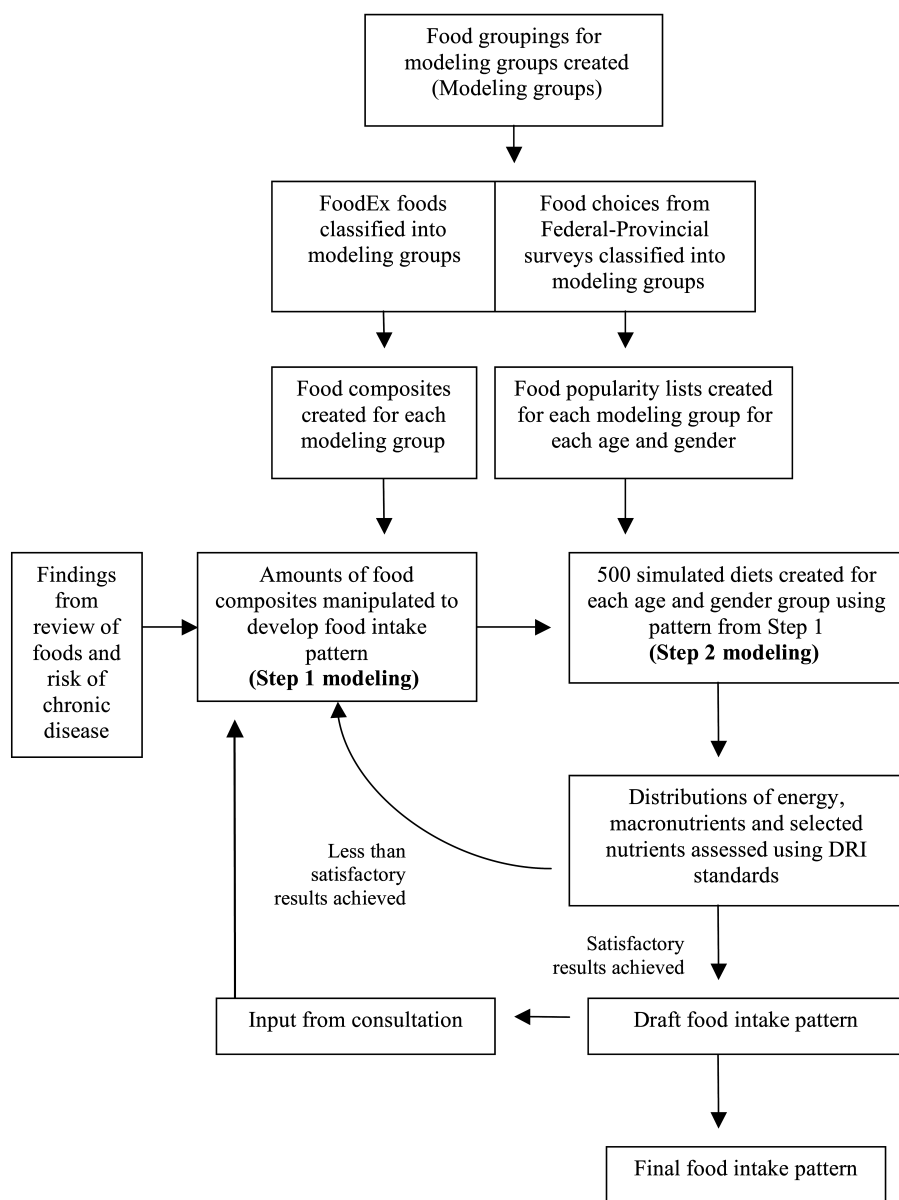 Food groupings for
modeling groups created
(Modeling groups)
FoodEx foods
classified into
modeling groups
Food choices from
Federal-Provincial
surveys classified into
modeling groups
Food composites
created for each
modeling group
Food popularity lists created
for each modeling group for
each age and gender
Findings
from
review of
foods and
risk of
chronic
disease
Amounts of food
composites manipulated to
develop food intake
pattern
(Step 1 modeling)
500 simulated diets created for
each age and gender group using
pattern from Step 1
(Step 2 modeling)
Distributions of energy,
macronutrients and selected
nutrients assessed using DRI
standards
Less than
satisfactory
results achieved
Satisfactory
results achieved
Input from consultation
Draft food intake pattern
Final food intake pattern